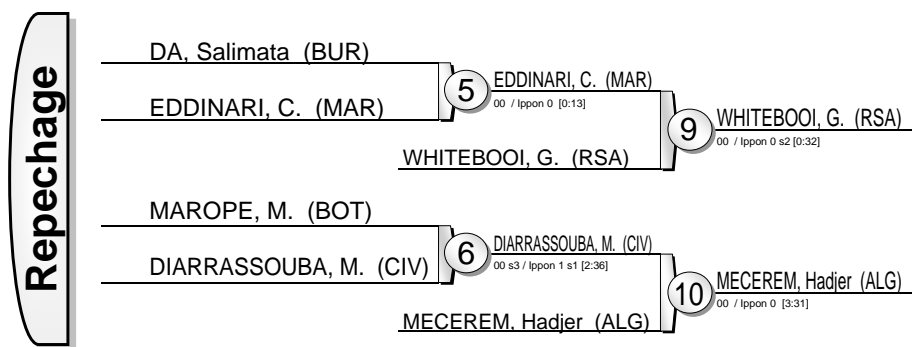 Repechage
DA, Salimata (BUR)
EDDINARI, C. (MAR)
5
EDDINARI, C. (MAR)
00 / Ippon 0 [0:13]
WHITEBOOI, G. (RSA)
9
WHITEBOOI, G. (RSA)
00 / Ippon 0 s2 [0:32]
MAROPE, M. (BOT)
DIARRASSOUBA, M. (CIV)
6
DIARRASSOUBA, M. (CIV)
00 s3 / Ippon 1 s1 [2:36]
MECEREM, Hadjer (ALG)
10
MECEREM, Hadjer (ALG)
00 / Ippon 0 [3:31]